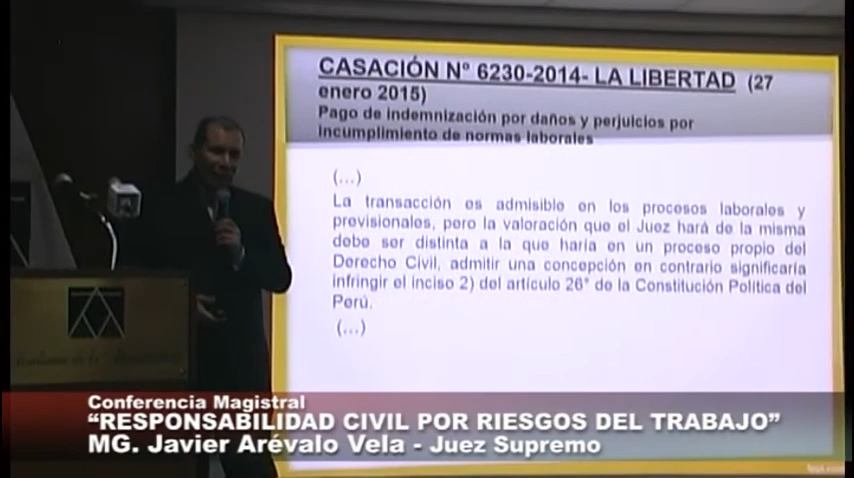 CASACIÓN N° 6230-2014- LA LIBERTAD (27
enero 2015)
Pago de indemnización por daños y perjuicios por
incumplimiento de normas laborales
(...)
La transacción es admisible en los procesos laborales y
previsionales, pero la valoración que el Juez hará de la misma
debe ser distinta a la que haría en un proceso propio del
Derecho Civil, admitir una concepción en contrario significaría
infringir el inciso 2) del artículo 26° de la Constitución Política del
Perú.
(...)
Conferencia Magistral
“RESPONSABILIDAD CIVIL POR RIESGOS DEL TRABAJO”
MG. Javier Arévalo Vela - Juez Supremo